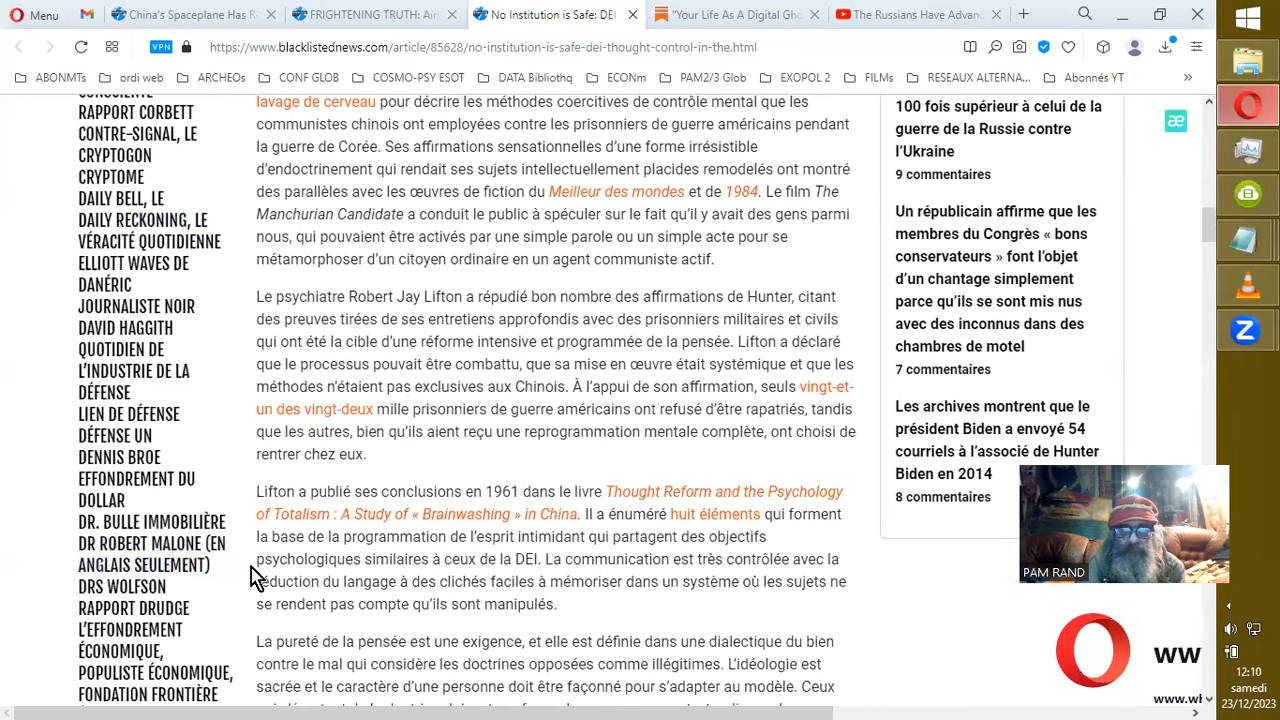 Menu
China's Spaceplane Has R
FRIGHTENING TRUTH: Air
No Institution is Safe: DEI
"Your Life As A Digital Gho
The Russians Have Advan
VPN
https://www.blacklistednews.com/article/85628/no-institution-is-safe-dei-thought-control-in-the.html
ABONMTs
ordi web
ARCHEOs
CONF GLOB
COSMO-PSY ESOT
DATA Bibliothq
ECONm
PAM2/3 Glob
EXOPOL 2
FILMs
RESEAUX ALTERNA...
Abonnés YT
»
CONSCIENTE
RAPPORT CORBETT
CONTRE-SIGNAL, LE
CRYPTOGON
CRYPTOME
DAILY BELL, LE
DAILY RECKONING, LE
VÉRACITÉ QUOTIDIENNE
ELLIOTT WAVES DE
DANÉRIC
JOURNALISTE NOIR
DAVID HAGGITH
QUOTIDIEN DE
L'INDUSTRIE DE LA
DÉFENSE
LIEN DE DÉFENSE
DÉFENSE UN
DENNIS BROE
EFFONDREMENT DU
DOLLAR
DR. BULLE IMMOBILIÈRE
DR ROBERT MALONE (EN
ANGLAIS SEULEMENT)
DRS WOLFSON
RAPPORT DRUDGE
L'EFFONDREMENT
ÉCONOMIQUE,
POPULISTE ÉCONOMIQUE,
FONDATION FRONTIÈRE
lavage de cerveau pour décrire les méthodes coercitives de contrôle mental que les
communistes chinois ont employées contre les prisonniers de guerre américains pendant
la guerre de Corée. Ses affirmations sensationnelles d'une forme irrésistible
d'endoctrinement qui rendait ses sujets intellectuellement placides remodelés ont montré
des parallèles avec les œuvres de fiction du Meilleur des mondes et de 1984. Le film The
Manchurian Candidate a conduit le public à spéculer sur le fait qu'il y avait des gens parmi
nous, qui pouvaient être activés par une simple parole ou un simple acte pour se
métamorphoser d'un citoyen ordinaire en un agent communiste actif.
Le psychiatre Robert Jay Lifton a répudié bon nombre des affirmations de Hunter, citant
des preuves tirées de ses entretiens approfondis avec des prisonniers militaires et civils
qui ont été la cible d'une réforme intensive et programmée de la pensée. Lifton a déclaré
que le processus pouvait être combattu, que sa mise en œuvre était systémique et que les
méthodes n'étaient pas exclusives aux Chinois. À l'appui de son affirmation, seuls vingt-et-
un des vingt-deux mille prisonniers de guerre américains ont refusé d'être rapatriés, tandis
que les autres, bien qu'ils aient reçu une reprogrammation mentale complète, ont choisi de
rentrer chez eux.
Lifton a publié ses conclusions en 1961 dans le livre Thought Reform and the Psychology
of Totalism : A Study of « Brainwashing » in China. Il a énuméré huit éléments qui forment
la base de la programmation de l'esprit intimidant qui partagent des objectifs
psychologiques similaires à ceux de la DEI. La communication est très contrôlée avec la
réduction du langage à des clichés faciles à mémoriser dans un système où les sujets ne
se rendent pas compte qu'ils sont manipulés.
La pureté de la pensée est une exigence, et elle est définie dans une dialectique du bien
contre le mal qui considère les doctrines opposées comme illégitimes. L'idéologie est
sacrée et le caractère d'une personne doit être façonné pour s'adapter au modèle. Ceux
100 fois supérieur à celui de la
guerre de la Russie contre
l'Ukraine
9 commentaires
Un républicain affirme que les
membres du Congrès « bons
conservateurs » font l'objet
d'un chantage simplement
parce qu'ils se sont mis nus
avec des inconnus dans des
chambres de motel
7 commentaires
Les archives montrent que le
président Biden a envoyé 54
courriels à l'associé de Hunter
Biden en 2014
8 commentaires
æ
PAM RAND
ww
www.wh
12:10
samedi
23/12/2023